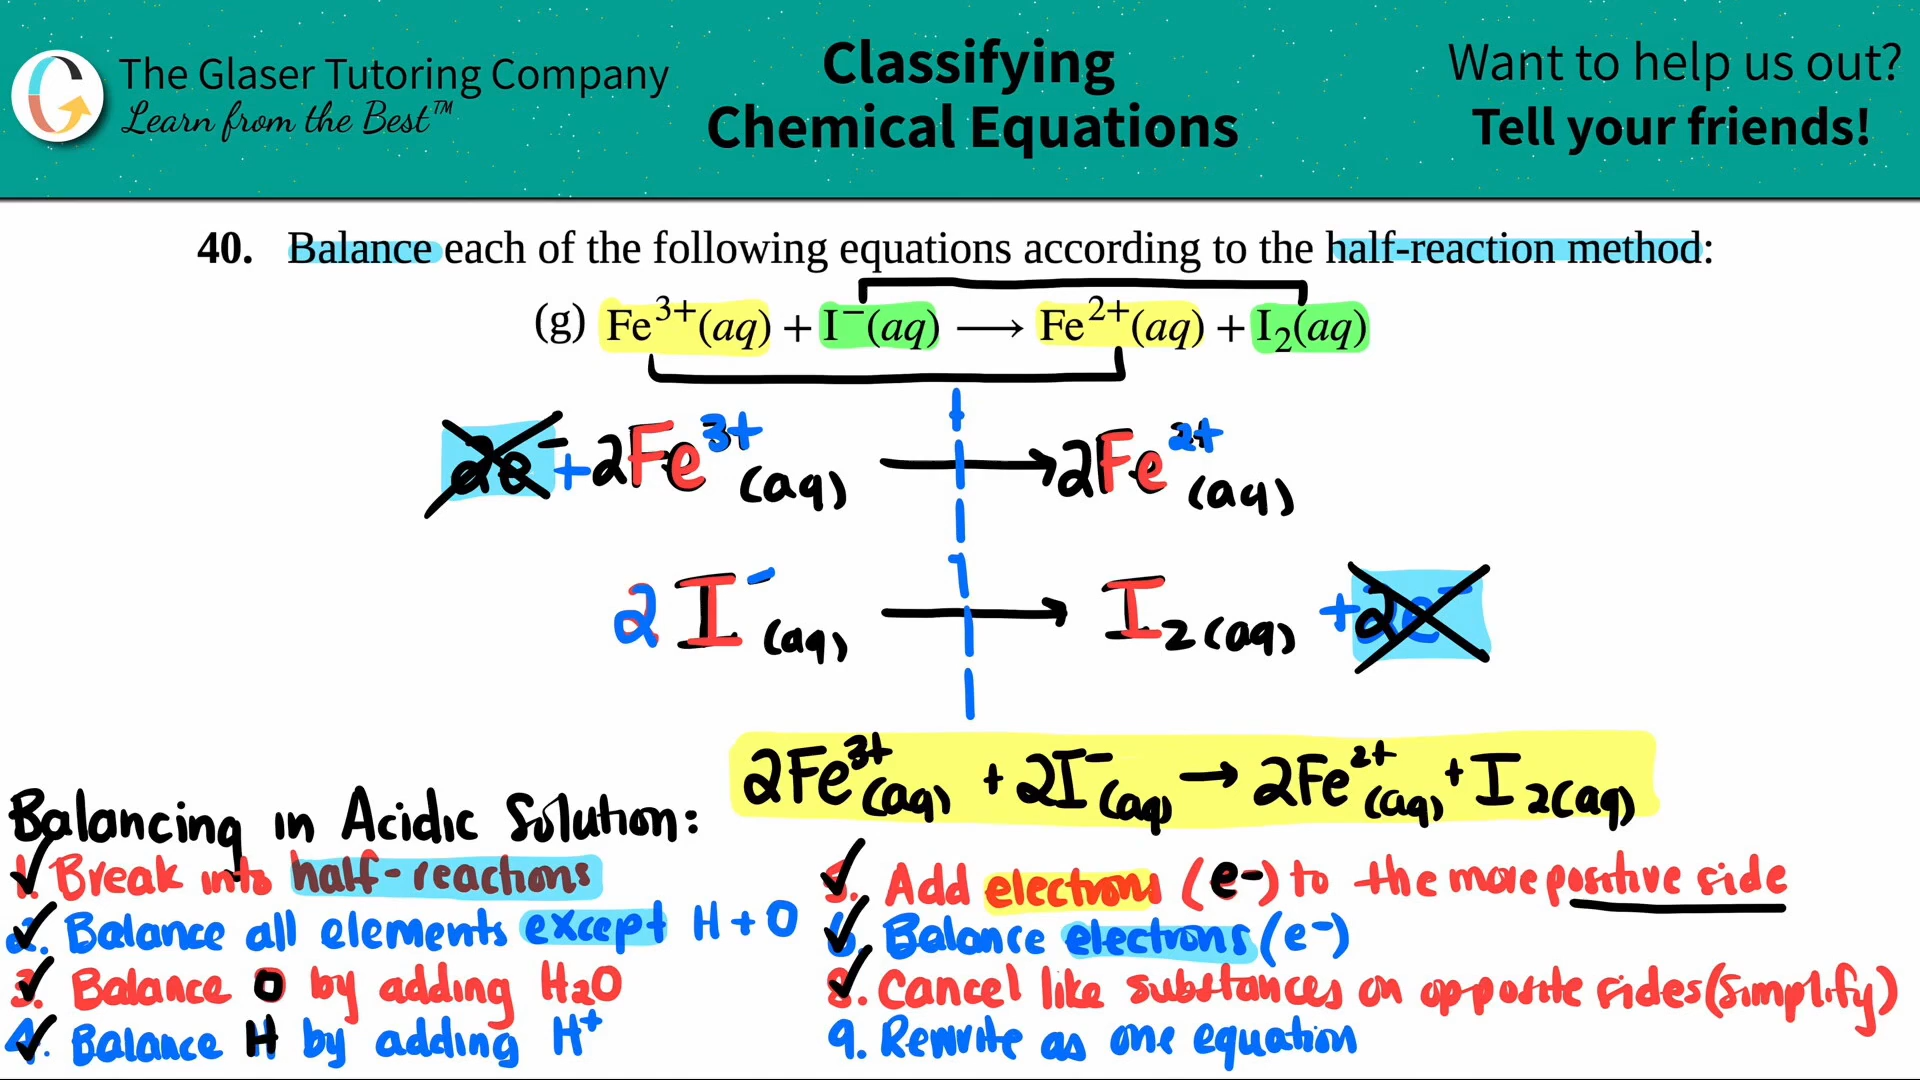 The Glaser Tutoring Company
Learn from the Best™
Classifying
Chemical Equations
Want to help us out?
Tell your friends!
40. Balance each of the following equations according to the half-reaction method:
(g) Fe³⁺(aq) + I⁻(aq) ⟶ Fe²⁺(aq) + I₂(aq)
2e⁻ + 2Fe³⁺(aq) → 2Fe²⁺(aq)
2I⁻(aq) → I₂(aq) + 2e⁻
2Fe³⁺(aq) + 2I⁻(aq) → 2Fe²⁺(aq) + I₂(aq)
Balancing in Acidic Solution:
1. Break into half-reactions
2. Balance all elements except H + O
3. Balance O by adding H₂O
4. Balance H by adding H⁺
5. Add electrons (e-) to the more positive side
6. Balance electrons (e⁻)
8. Cancel like substances on opposite sides (simplify)
9. Rewrite as one equation